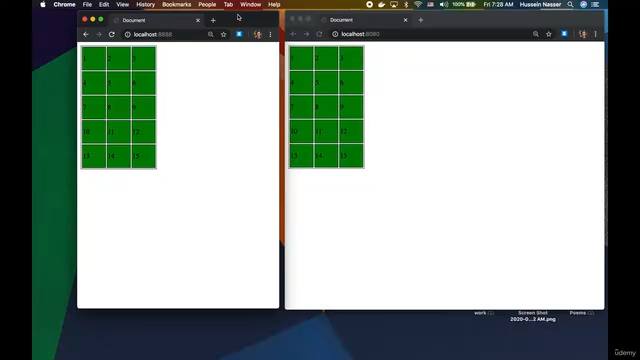 Chrome File Edit View History Bookmarks People Tab Window Help
100% Fri 7:28 AM Hussein Nasser
Document
localhost:8888
1 2 3
4 5 6
7 8 9
10 11 12
13 14 15
Document
localhost:8080
1 2 3
4 5 6
7 8 9
10 11 12
13 14 15
work
Screen Shot
2020-0...2 AM.png
Poems
udemy